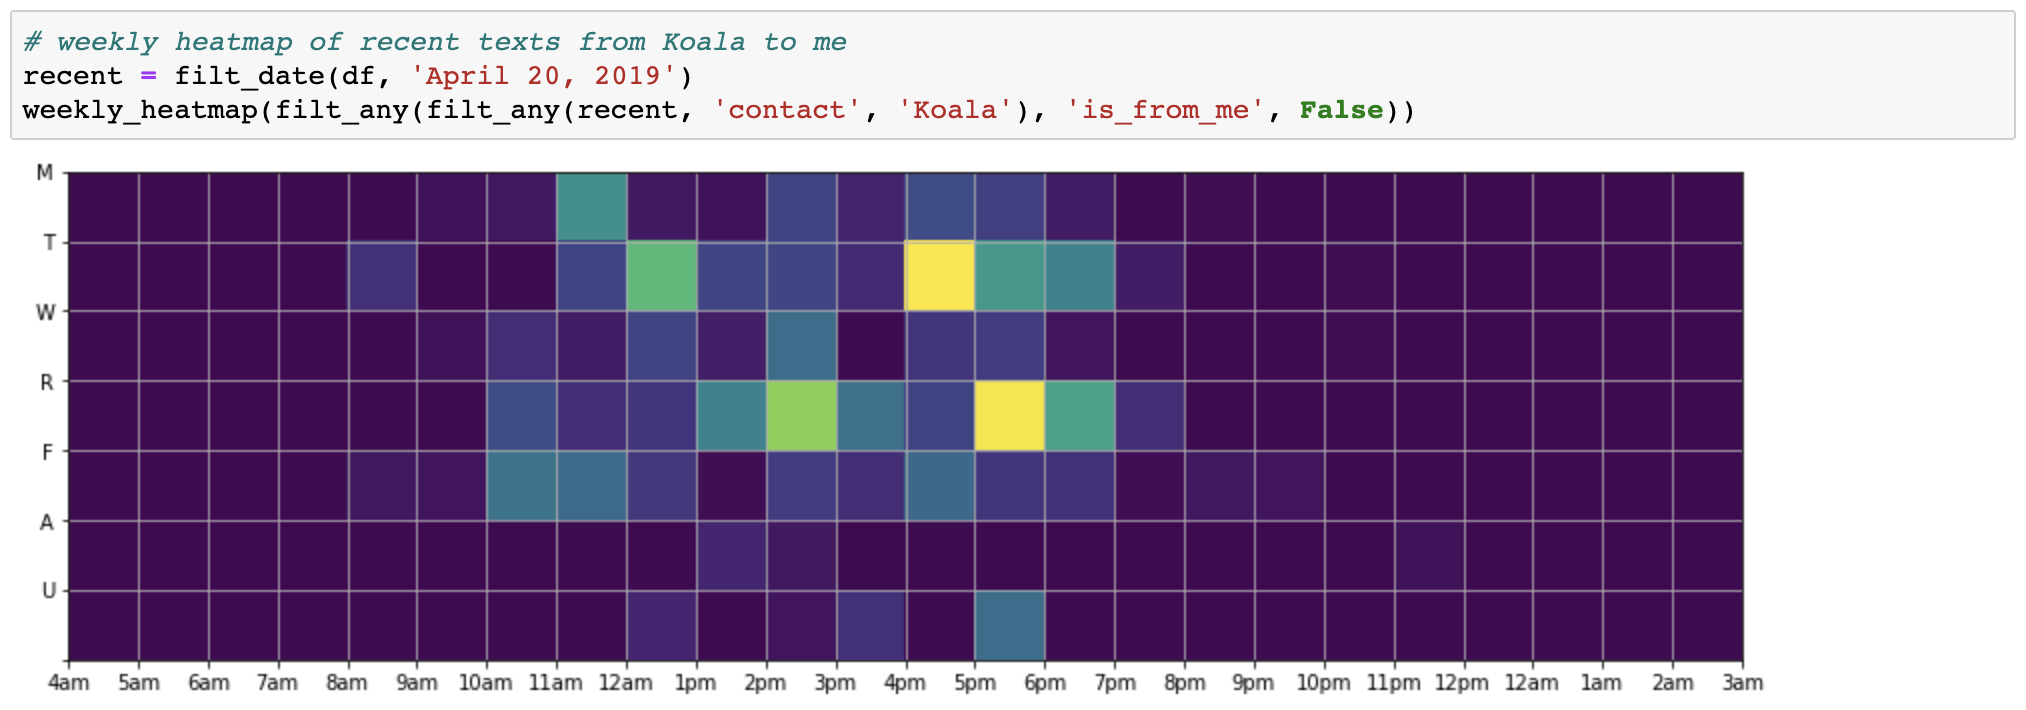 # weekly heatmap of recent texts from Koala to me
recent = filt_date(df, 'April 20, 2019')
weekly_heatmap(filt_any(filt_any(recent, 'contact', 'Koala'), 'is_from_me', False))
M
T
W
R
F
A
U
4am 5am 6am 7am 8am 9am 10am 11am 12am 1pm 2pm 3pm 4pm 5pm 6pm 7pm 8pm 9pm 10pm 11pm 12pm 12am 1am 2am 3am